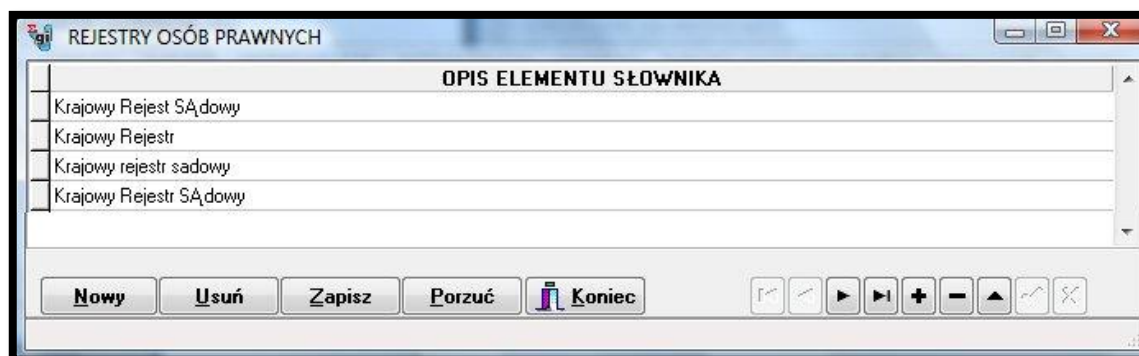 REJESTRY OSÓB PRAWNYCH
OPIS ELEMENTU SŁOWNIKA
Krajowy Rejest SĄdowy
Krajowy Rejestr
Krajowy rejestr sadowy
Krajowy Rejestr SĄdowy
Nowy Usuń Zapisz Porzuć Koniec